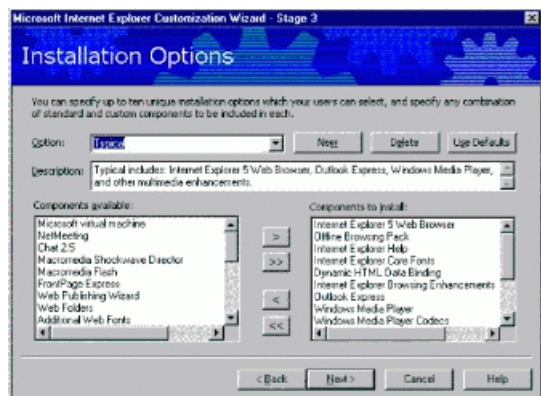 Microsoft Internet Explorer Customization Wizard - Stage 3
Installation Options
You can specify up to ten unique installation options which your users can select, and specify any combination
of standard and custom components to be included in each.
Option: Typical New Delete Use Defaults
Description: Typical includes: Internet Explorer 5 Web Browser, Outlook Express, Windows Media Player,
and other multimedia enhancements.
Components available: Components to install:
Microsoft virtual machine
NetMeeting
Chat 2.5
Macromedia Shockwave Director
Macromedia Flash
FrontPage Express
Web Publishing Wizard
Web Folders
Additional Web Fonts
>
>>
<
<<
Internet Explorer 5 Web Browser
Offline Browsing Pack
Internet Explorer Help
Internet Explorer Core Fonts
Dynamic HTML Data Binding
Internet Explorer Browsing Enhancements
Outlook Express
Windows Media Player
Windows Media Player Codecs
< Back Next > Cancel Help